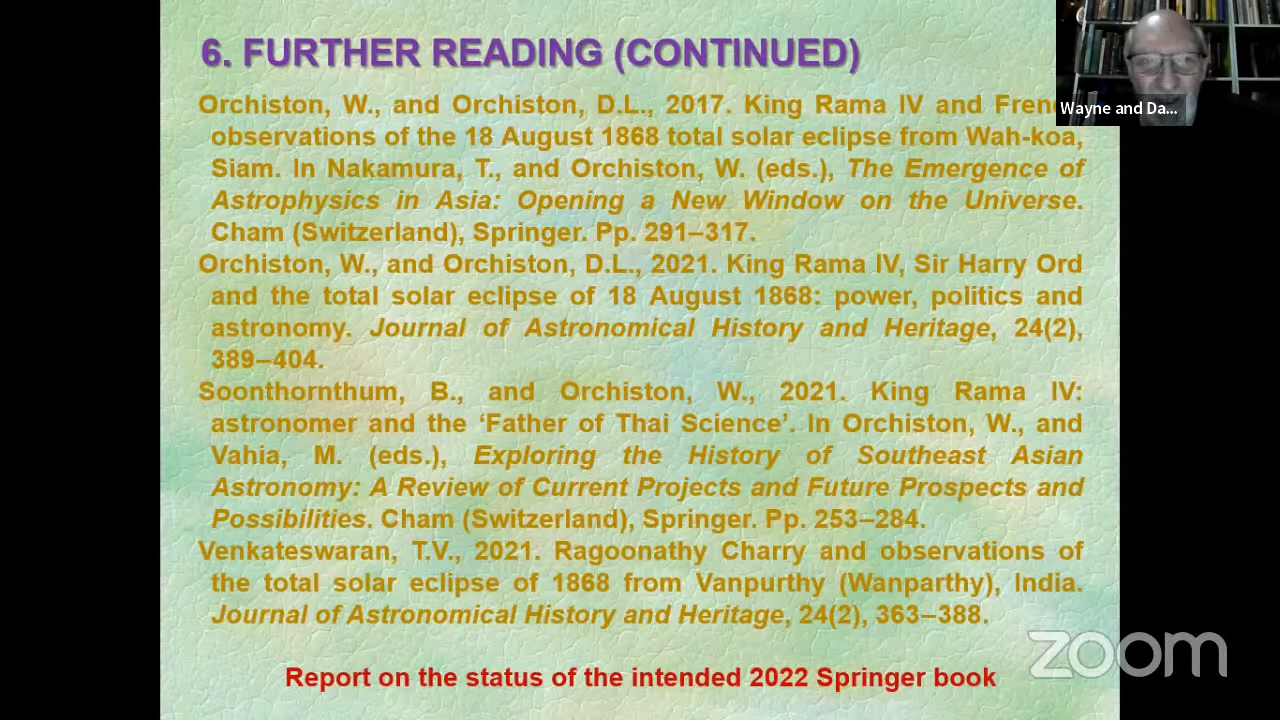 6. FURTHER READING (CONTINUED)
Wayne and Da...
Orchiston, W., and Orchiston, D.L., 2017. King Rama IV and
observations of the 18 August 1868 total solar eclipse from Wah-koa,
Siam. In Nakamura, T., and Orchiston, W. (eds.), The Emergence of
Astrophysics in Asia: Opening a New Window on the Universe.
Cham (Switzerland), Springer. Pp. 291–317.
Orchiston, W., and Orchiston, D.L., 2021. King Rama IV, Sir Harry Ord
and the total solar eclipse of 18 August 1868: power, politics and
astronomy. Journal of Astronomical History and Heritage, 24(2),
389–404.
Soonthornthum, B., and Orchiston, W., 2021. King Rama IV:
astronomer and the ‘Father of Thai Science’. In Orchiston, W., and
Vahia, M. (eds.), Exploring the History of Southeast Asian
Astronomy: A Review of Current Projects and Future Prospects and
Possibilities. Cham (Switzerland), Springer. Pp. 253–284.
Venkateswaran, T.V., 2021. Ragoonathy Charry and observations of
the total solar eclipse of 1868 from Vanpurthy (Wanparthy), India.
Journal of Astronomical History and Heritage, 24(2), 363–388.
Report on the status of the intended 2022 Springer book
zoom